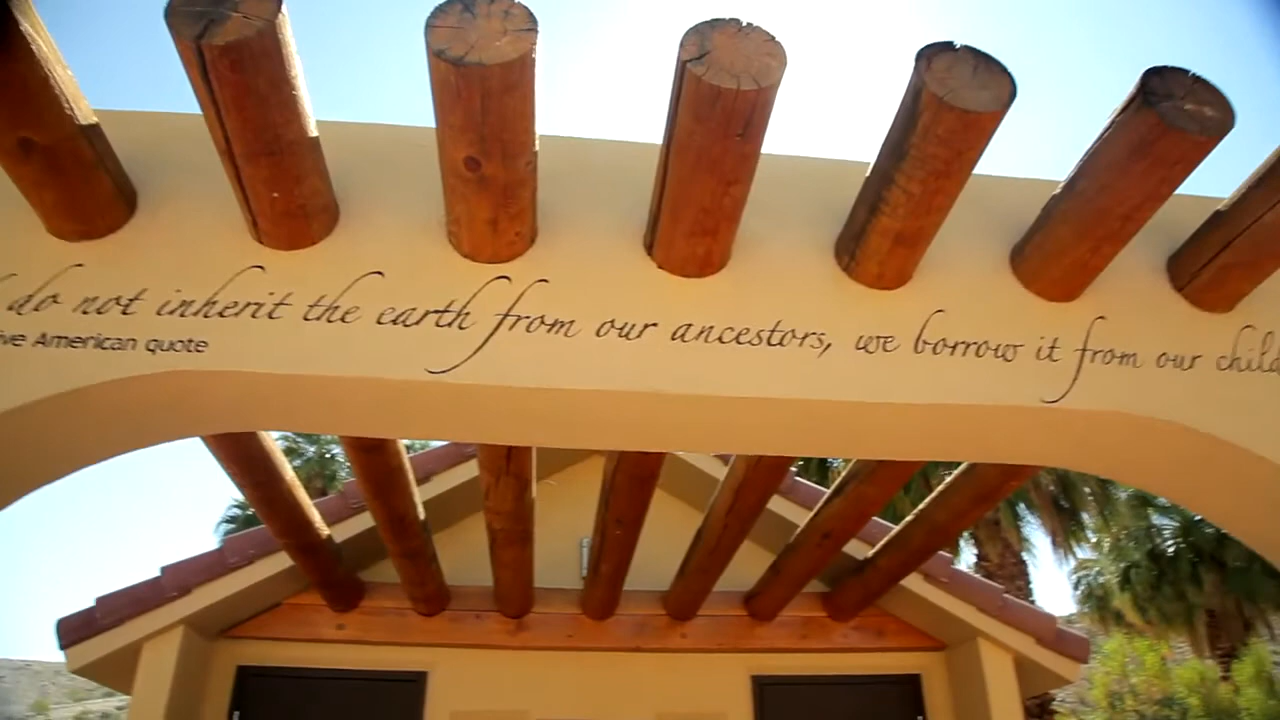 do not inherit the earth from our ancestors, we borrow it from our
American quote